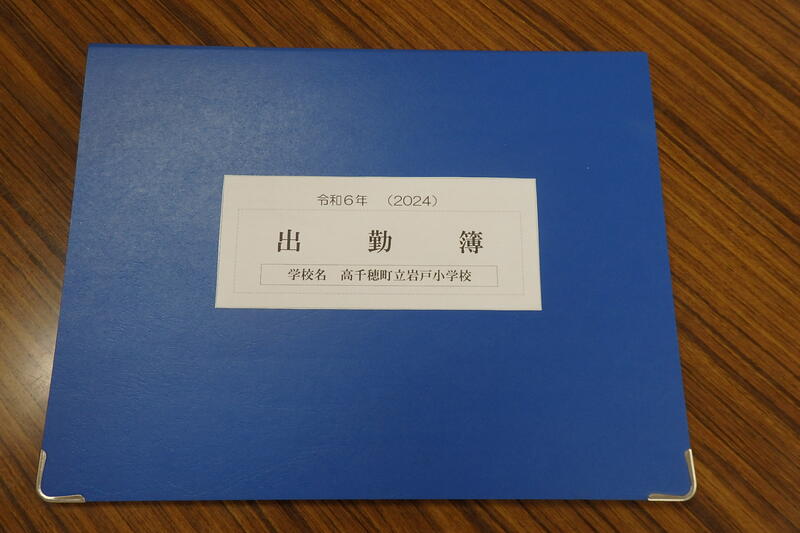 令和6年 （2024）
出 勤 簿
学校名 高千穂町立岩戸小学校